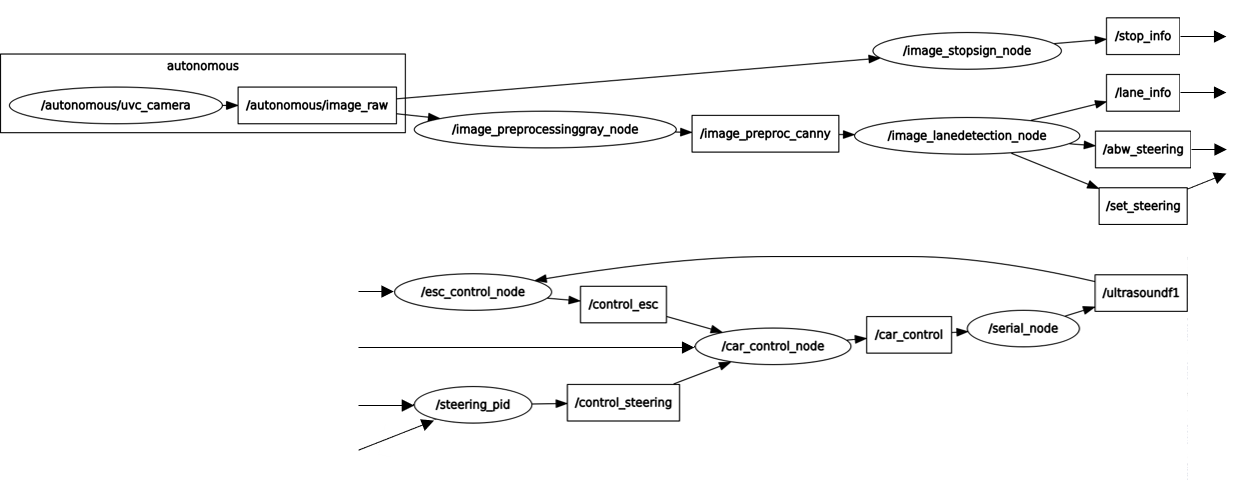 autonomous
/autonomous/uvc_camera
/autonomous/image_raw
/image_preprocessinggray_node
/image_preproc_canny
/image_stopsign_node
/image_lanedetection_node
/stop_info
/lane_info
/abw_steering
/set_steering
/esc_control_node
/control_esc
/car_control_node
/car_control
/serial_node
/ultrasoundf1
/steering_pid
/control_steering